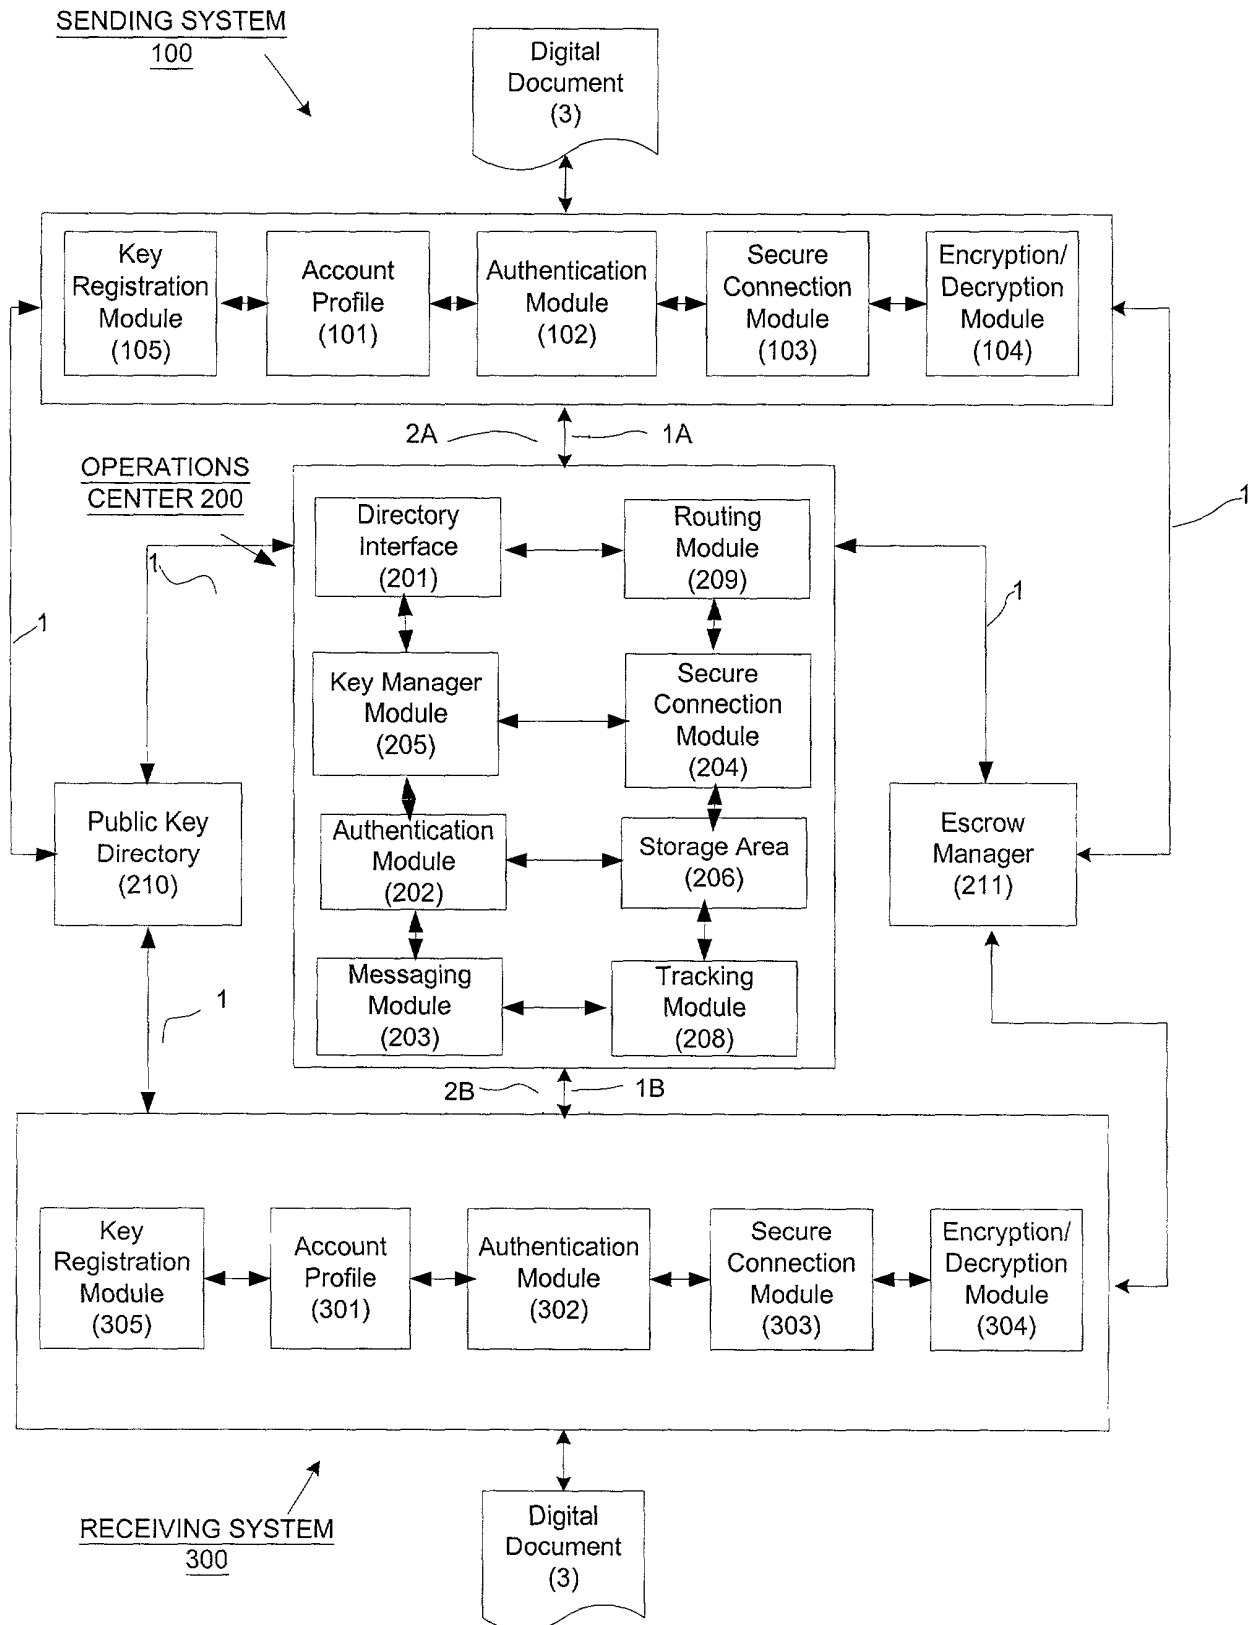 SENDING SYSTEM
100
Digital
Document
(3)
Key
Registration
Module
(105)
Account
Profile
(101)
Authentication
Module
(102)
Secure
Connection
Module
(103)
Encryption/
Decryption
Module
(104)
2A
1A
OPERATIONS
CENTER 200
1
1
1
1
Directory
Interface
(201)
Routing
Module
(209)
Key Manager
Module
(205)
Secure
Connection
Module
(204)
Public Key
Directory
(210)
Authentication
Module
(202)
Storage Area
(206)
Escrow
Manager
(211)
Messaging
Module
(203)
Tracking
Module
(208)
1
2B
1B
Key
Registration
Module
(305)
Account
Profile
(301)
Authentication
Module
(302)
Secure
Connection
Module
(303)
Encryption/
Decryption
Module
(304)
RECEIVING SYSTEM
300
Digital
Document
(3)